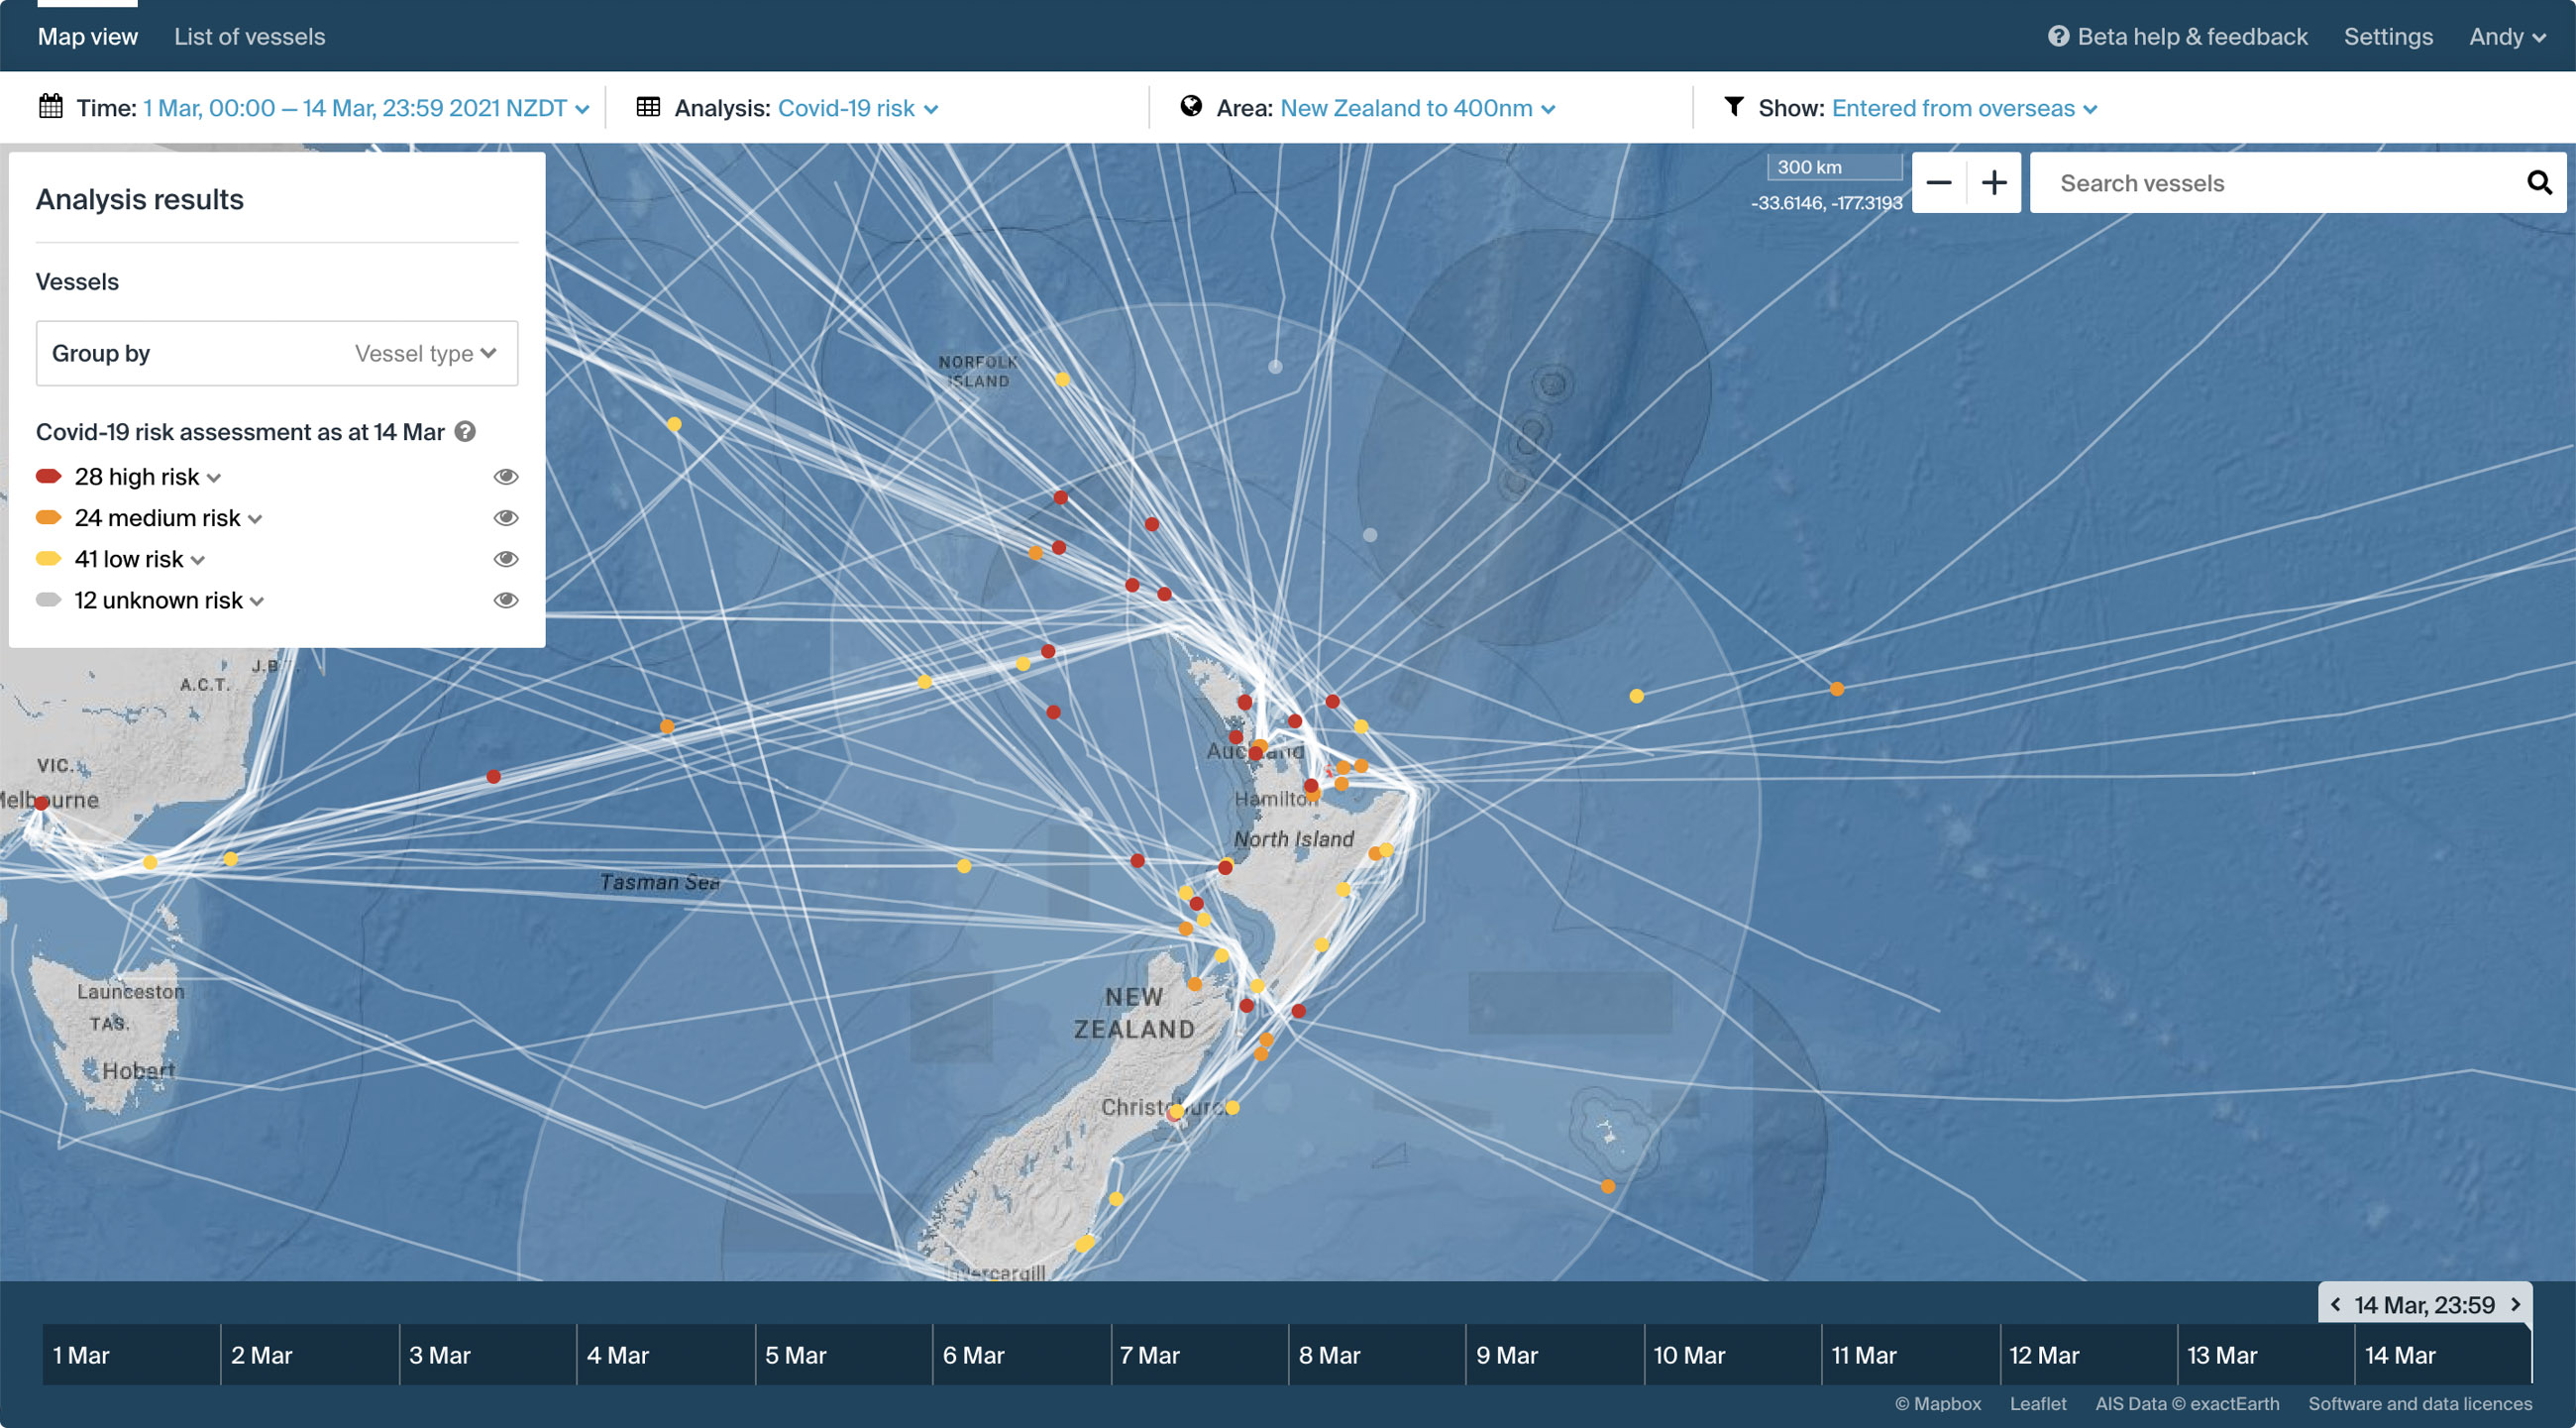 Map view
List of vessels
Beta help & feedback
Settings
Andy
Time: 1 Mar, 00:00 – 14 Mar, 23:59 2021 NZDT
Analysis: Covid-19 risk
Area: New Zealand to 400nm
Show: Entered from overseas
300 km
-33.6146, -177.3193
Search vessels
Analysis results
Vessels
Group by
Vessel type
Covid-19 risk assessment as at 14 Mar
28 high risk
24 medium risk
41 low risk
12 unknown risk
NORFOLK
ISLAND
J.B.T.
A.C.T.
VIC.
Melbourne
Auckland
Hamilton
North Island
Tasman Sea
Launceston
TAS.
NEW
ZEALAND
Hobart
Christchurch
Invercargill
14 Mar, 23:59
1 Mar
2 Mar
3 Mar
4 Mar
5 Mar
6 Mar
7 Mar
8 Mar
9 Mar
10 Mar
11 Mar
12 Mar
13 Mar
14 Mar
© Mapbox
Leaflet
AIS Data © exactEarth
Software and data licences